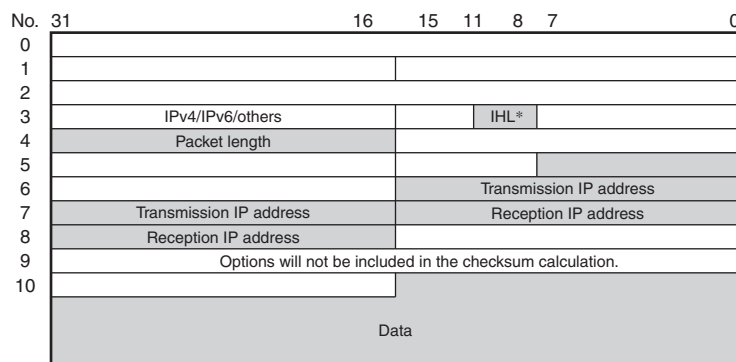 No. 31 16 15 11 8 7 0
0
1
2
3 IPv4/IPv6/others IHL*
4 Packet length
5
6 Transmission IP address
7 Transmission IP address Reception IP address
8 Reception IP address
9 Options will not be included in the checksum calculation.
10
Data